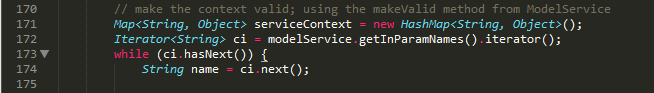 170 // make the context valid; using the makeValid method from ModelService
171 Map<String, Object> serviceContext = new HashMap<String, Object>();
172 Iterator<String> ci = modelService.getInParamNames().iterator();
173 while (ci.hasNext()) {
174 String name = ci.next();
175